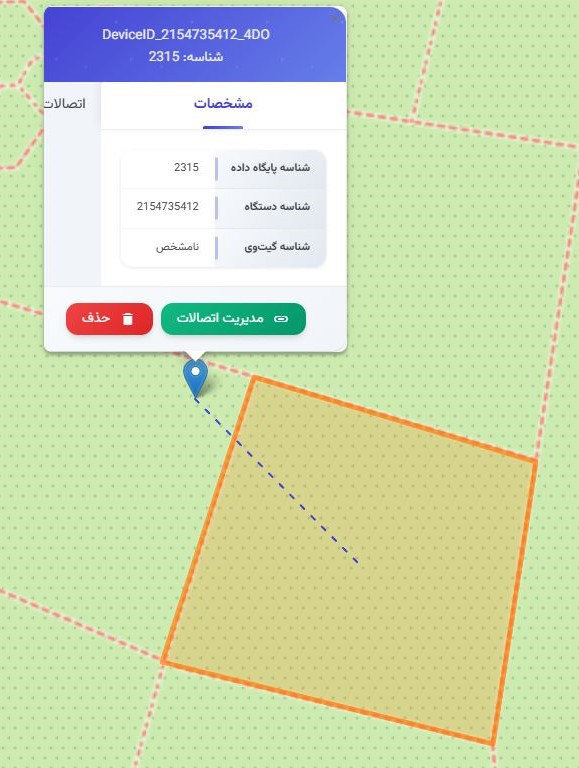 DeviceID_2154735412_4DO
شناسه: 2315
مشخصات
اتصالات
شناسه پایگاه داده 2315
شناسه دستگاه 2154735412
شناسه گیت‌وی نامشخص
مدیریت اتصالات
حذف